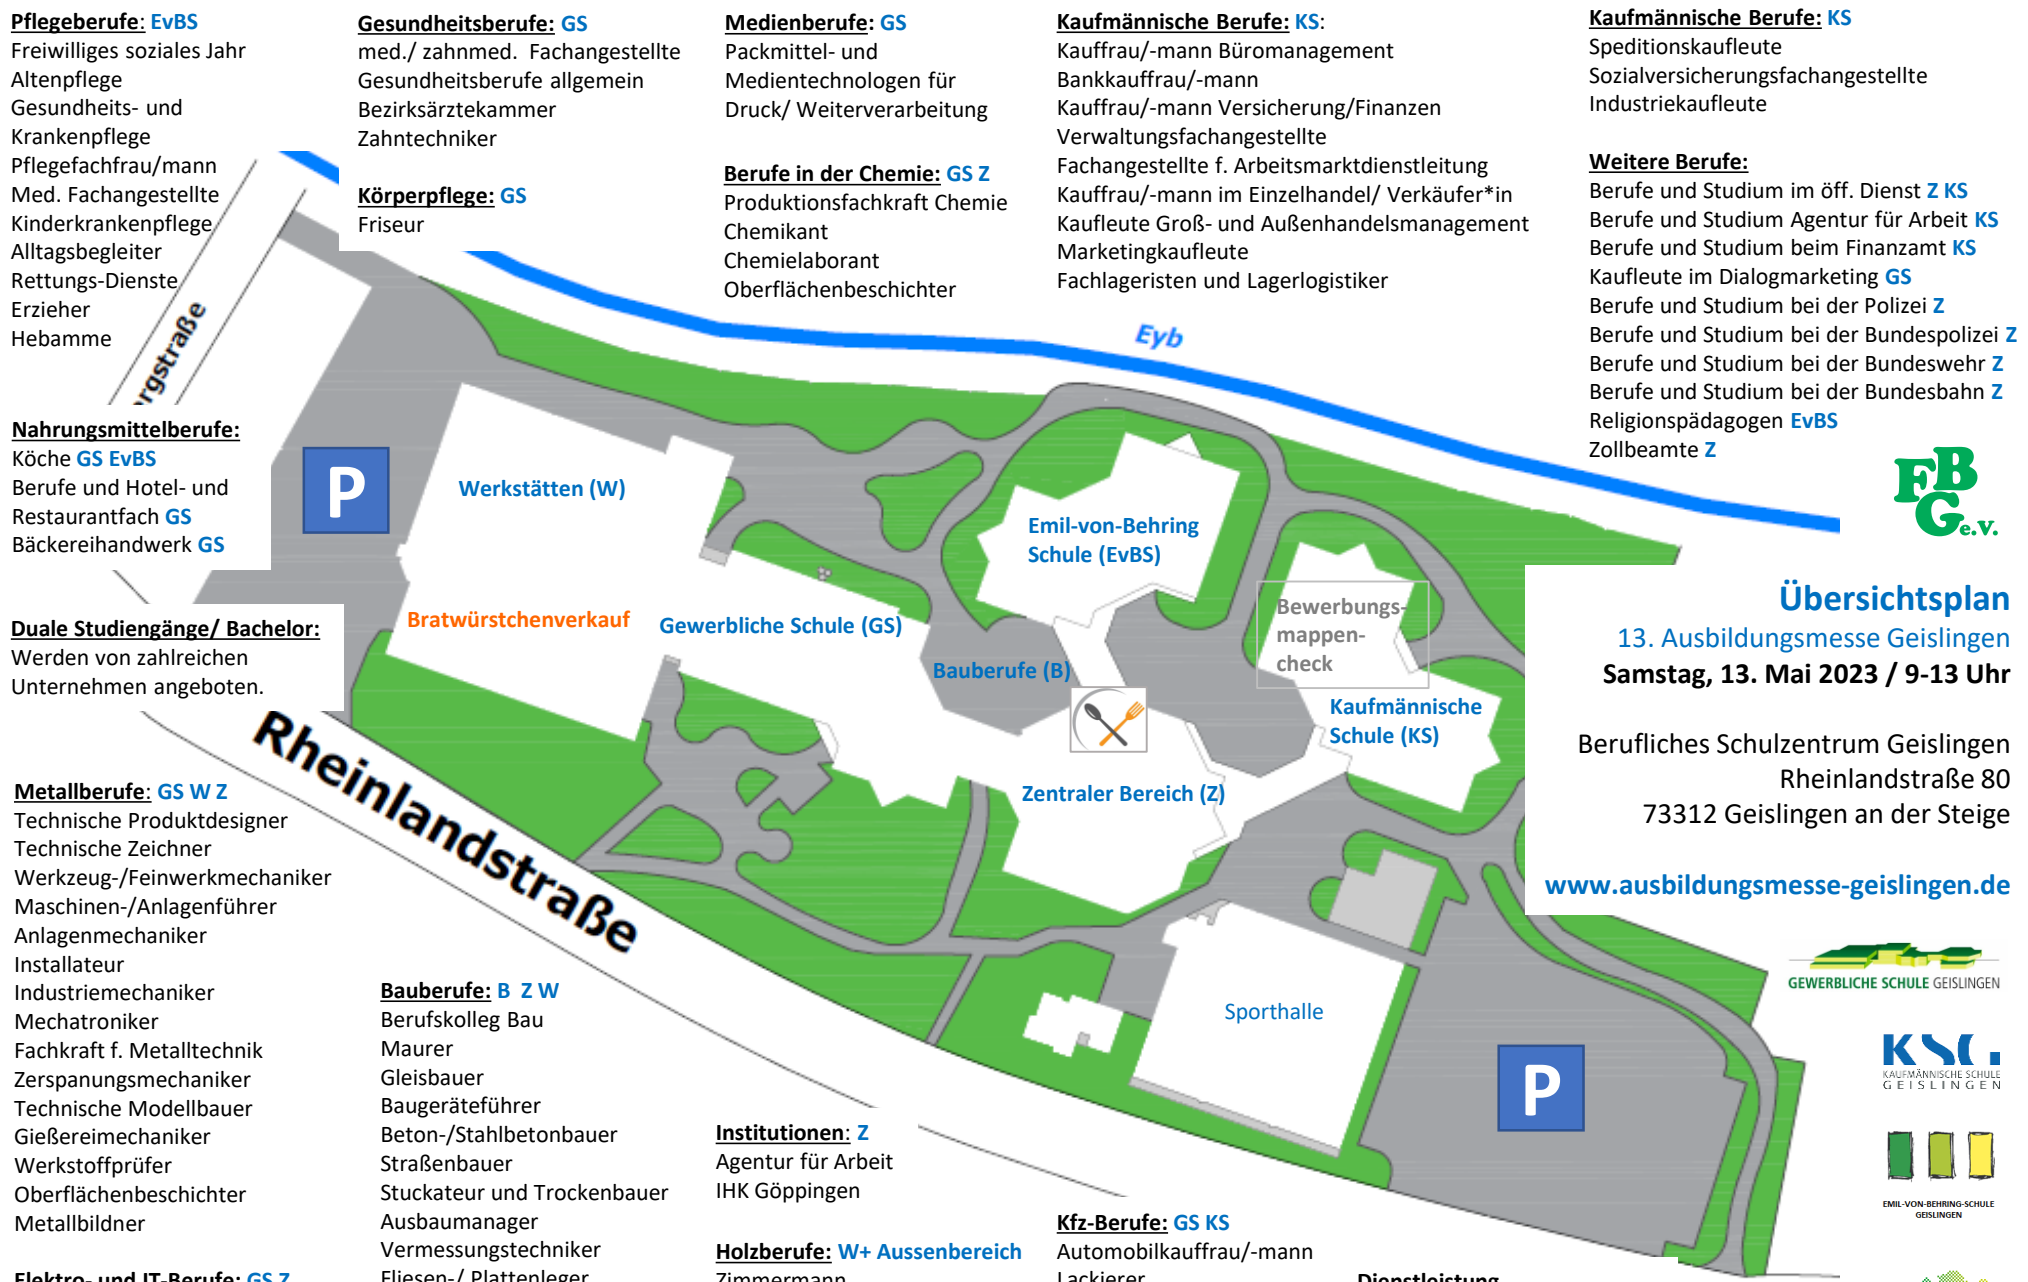 Pflegeberufe: EvBS
Freiwilliges soziales Jahr
Altenpflege
Gesundheits- und
Krankenpflege
Pflegefachfrau/mann
Med. Fachangestellte
Kinderkrankenpflege
Alltagsbegleiter
Rettungs-Dienste
Erzieher
Hebamme
Gesundheitsberufe: GS
med./ zahnmed. Fachangestellte
Gesundheitsberufe allgemein
Bezirksärztekammer
Zahntechniker
Körperpflege: GS
Friseur
Medienberufe: GS
Packmittel- und
Medientechnologen für
Druck/ Weiterverarbeitung
Berufe in der Chemie: GS Z
Produktionsfachkraft Chemie
Chemikant
Chemielaborant
Oberflächenbeschichter
Kaufmännische Berufe: KS:
Kauffrau/-mann Büromanagement
Bankkauffrau/-mann
Kauffrau/-mann Versicherung/Finanzen
Verwaltungsfachangestellte
Fachangestellte f. Arbeitsmarktdienstleitung
Kauffrau/-mann im Einzelhandel/ Verkäufer*in
Kaufleute Groß- und Außenhandelsmanagement
Marketingkaufleute
Fachlageristen und Lagerlogistiker
Kaufmännische Berufe: KS
Speditionskaufleute
Sozialversicherungsfachangestellte
Industriekaufleute
Weitere Berufe:
Berufe und Studium im öff. Dienst Z KS
Berufe und Studium Agentur für Arbeit KS
Berufe und Studium beim Finanzamt KS
Kaufleute im Dialogmarketing GS
Berufe und Studium bei der Polizei Z
Berufe und Studium bei der Bundespolizei Z
Berufe und Studium bei der Bundeswehr Z
Berufe und Studium bei der Bundesbahn Z
Religionspädagogen EvBS
Zollbeamte Z
FBG e.V.
rgstraße
Eyb
Nahrungsmittelberufe:
Köche GS EvBS
Berufe und Hotel- und
Restaurantfach GS
Bäckereihandwerk GS
P
Werkstätten (W)
Bratwürstchenverkauf
Gewerbliche Schule (GS)
Emil-von-Behring
Schule (EvBS)
Bauberufe (B)
Bewerbungs-
mappen-
check
Kaufmännische
Schule (KS)
Zentraler Bereich (Z)
Sporthalle
P
Rheinlandstraße
Übersichtsplan
13. Ausbildungsmesse Geislingen
Samstag, 13. Mai 2023 / 9-13 Uhr
Berufliches Schulzentrum Geislingen
Rheinlandstraße 80
73312 Geislingen an der Steige
www.ausbildungsmesse-geislingen.de
GEWERBLICHE SCHULE GEISLINGEN
KSG
KAUFMÄNNISCHE SCHULE
GEISLINGEN
EMIL-VON-BEHRING-SCHULE
GEISLINGEN
Duale Studiengänge/ Bachelor:
Werden von zahlreichen
Unternehmen angeboten.
Metallberufe: GS W Z
Technische Produktdesigner
Technische Zeichner
Werkzeug-/Feinwerkmechaniker
Maschinen-/Anlagenführer
Anlagenmechaniker
Installateur
Industriemechaniker
Mechatroniker
Fachkraft f. Metalltechnik
Zerspanungsmechaniker
Technische Modellbauer
Gießereimechaniker
Werkstoffprüfer
Oberflächenbeschichter
Metallbildner
Elektro- und IT-Berufe: GS Z
Bauberufe: B Z W
Berufskolleg Bau
Maurer
Gleisbauer
Baugeräteführer
Beton-/Stahlbetonbauer
Straßenbauer
Stuckateur und Trockenbauer
Ausbaumanager
Vermessungstechniker
Fliesen-/ Plattenleger
Institutionen: Z
Agentur für Arbeit
IHK Göppingen
Holzberufe: W+ Aussenbereich
Zimmermann
Kfz-Berufe: GS KS
Automobilkauffrau/-mann
Lackierer
Dienstleistung